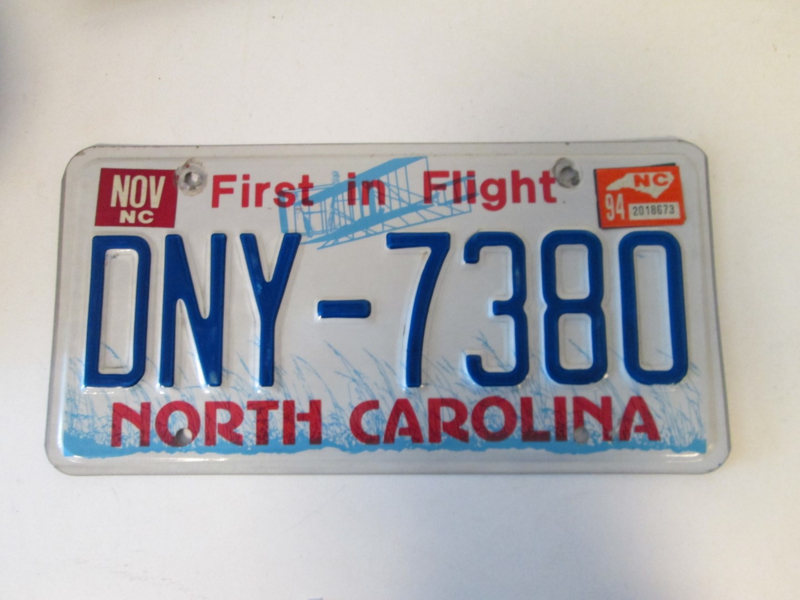 NOV
NC
First in Flight
NC
94 2018673
DNY-7380
NORTH CAROLINA